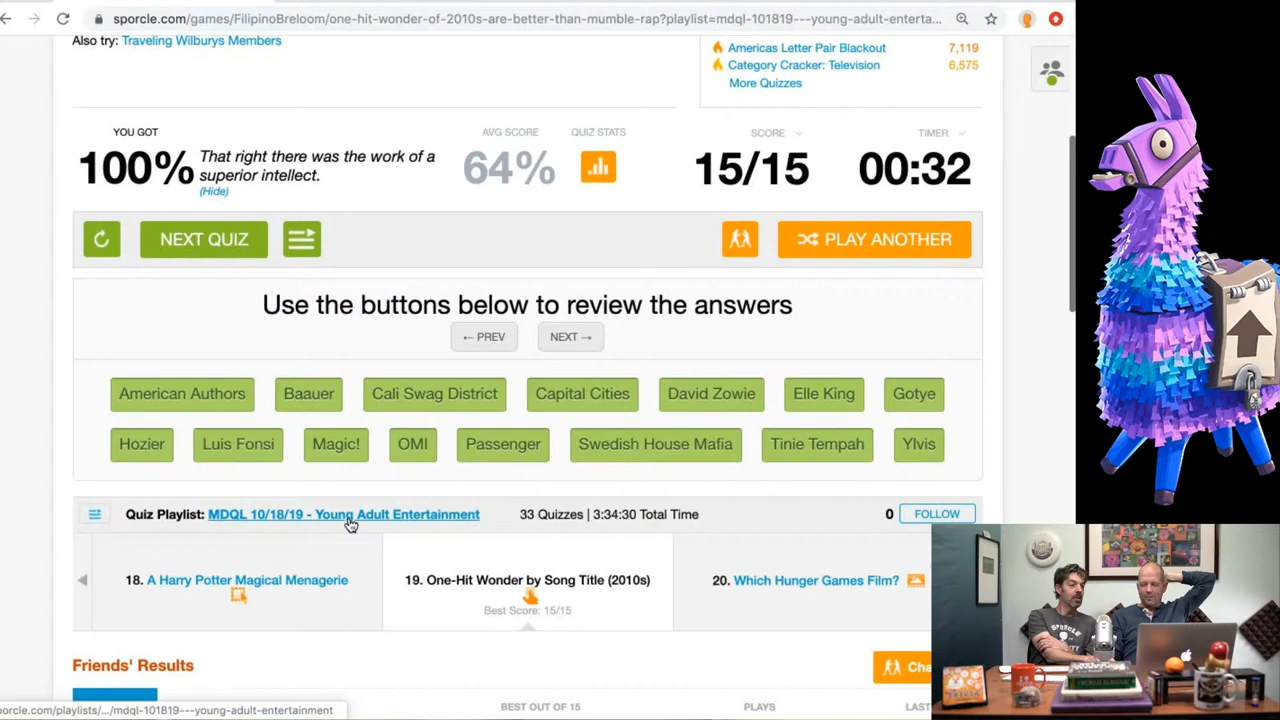 sporcle.com/games/FilipinoBreloom/one-hit-wonder-of-2010s-are-better-than-mumble-rap?playlist=mdql-101819---young-adult-enterta...
Also try: Traveling Wilburys Members
Americas Letter Pair Blackout 7,119
Category Cracker: Television 6,575
More Quizzes
YOU GOT
100%
That right there was the work of a
superior intellect.
(Hide)
AVG SCORE
64%
QUIZ STATS
SCORE
15/15
TIMER
00:32
NEXT QUIZ
PLAY ANOTHER
Use the buttons below to review the answers
← PREV
NEXT →
American Authors Baauer Cali Swag District Capital Cities David Zowie Elle King Gotye
Hozier Luis Fonsi Magic! OMI Passenger Swedish House Mafia Tinie Tempah Ylvis
Quiz Playlist: MDQL 10/18/19 - Young Adult Entertainment 33 Quizzes | 3:34:30 Total Time 0 FOLLOW
18. A Harry Potter Magical Menagerie
19. One-Hit Wonder by Song Title (2010s)
Best Score: 15/15
20. Which Hunger Games Film?
Friends' Results
Cha
BEST OUT OF 15 PLAYS LAST
porcle.com/playlists/.../mdql-101819---young-adult-entertainment
TRIVIA
WORLD ALMANAC